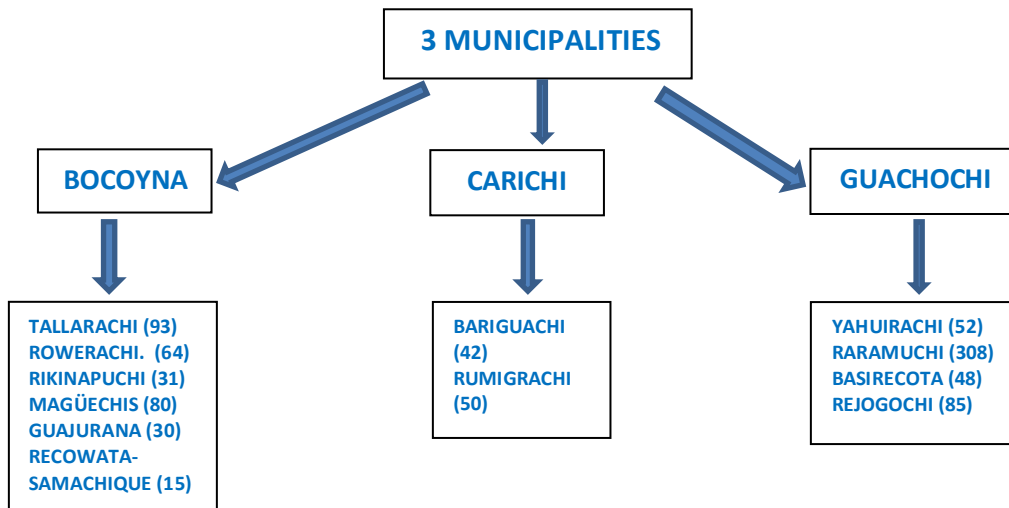 3 MUNICIPALITIES
BOCOYNA
CARICHI
GUACHOCHI
TALLARACHI (93)
ROWERACHI. (64)
RIKINAPUCHI (31)
MAGÜECHIS (80)
GUAJURANA (30)
RECOWATA-
SAMACHIQUE (15)
BARIGUACHI
(42)
RUMIGRACHI
(50)
YAHUIRACHI (52)
RARAMUCHI (308)
BASIRECOTA (48)
REJOGOCHI (85)